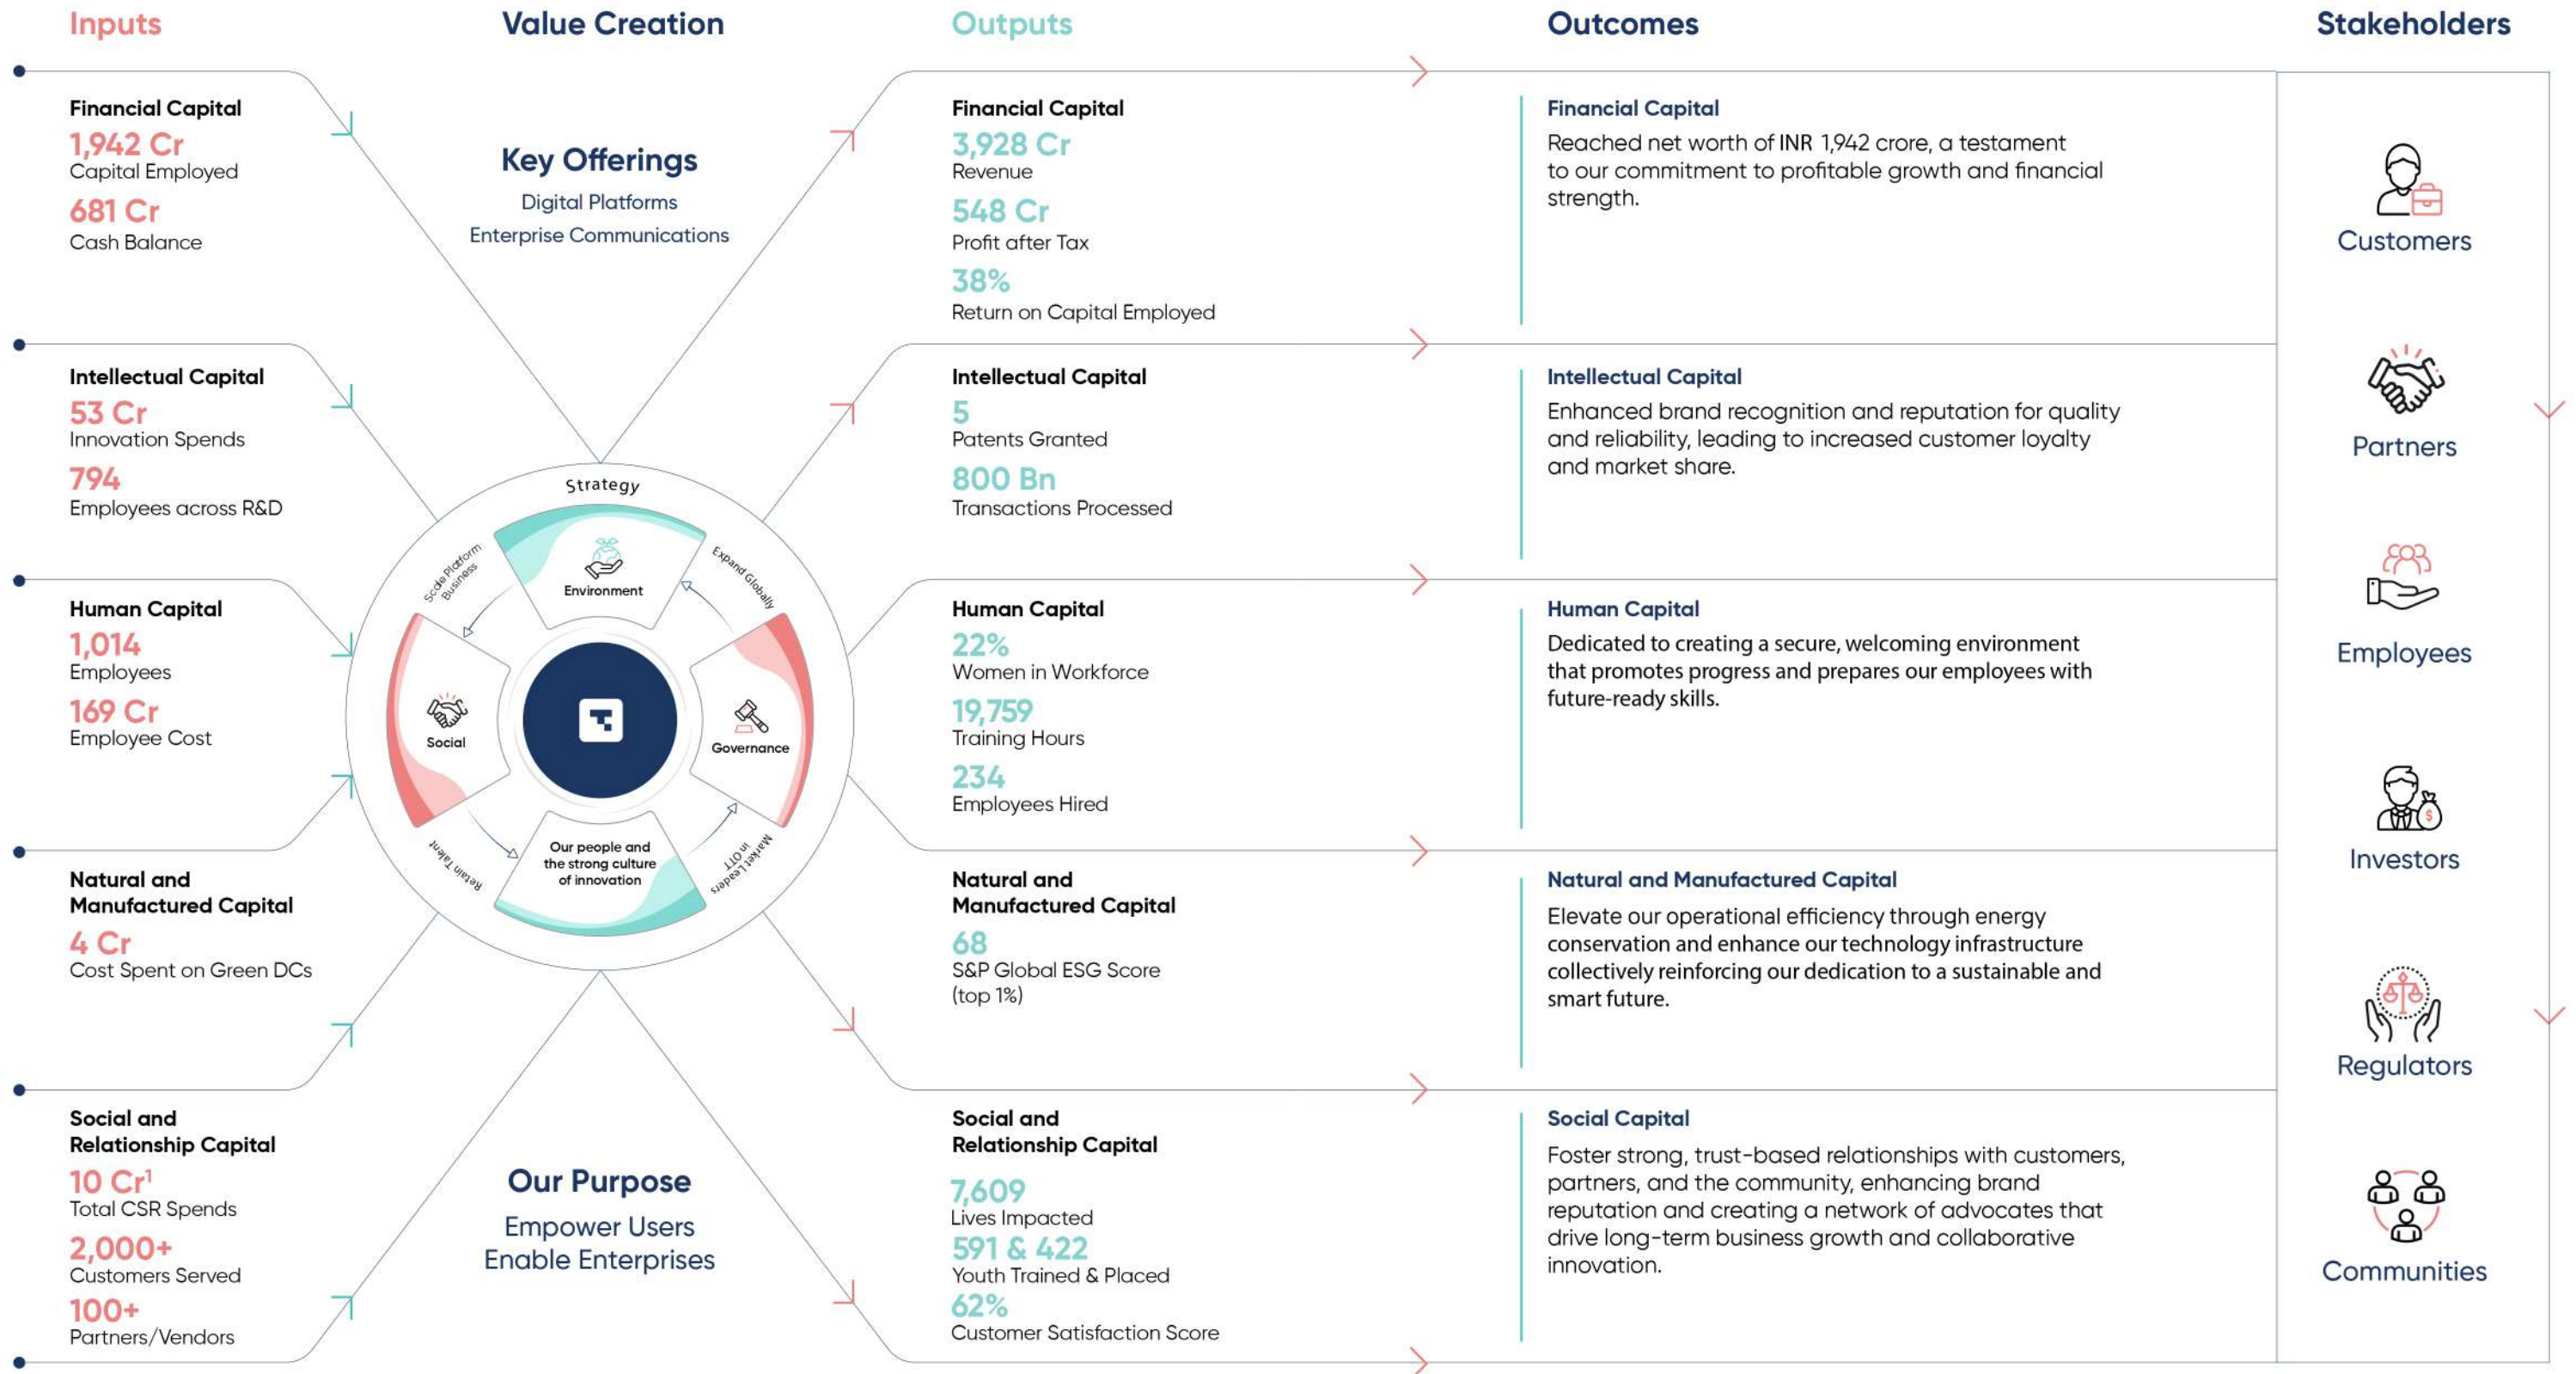 Inputs
Value Creation
Outputs
Outcomes
Stakeholders
Financial Capital
1,942 Cr
Capital Employed
681 Cr
Cash Balance
Intellectual Capital
53 Cr
Innovation Spends
794
Employees across R&D
Human Capital
1,014
Employees
169 Cr
Employee Cost
Natural and
Manufactured Capital
4 Cr
Cost Spent on Green DCs
Social and
Relationship Capital
10 Cr¹
Total CSR Spends
2,000+
Customers Served
100+
Partners/Vendors
Key Offerings
Digital Platforms
Enterprise Communications
Strategy
Scale Platform
Business
Expand Globally
Environment
Social
Governance
Our people and
the strong culture
of innovation
Retain Talent
Market Leaders
in OTT
Our Purpose
Empower Users
Enable Enterprises
Financial Capital
3,928 Cr
Revenue
548 Cr
Profit after Tax
38%
Return on Capital Employed
Intellectual Capital
5
Patents Granted
800 Bn
Transactions Processed
Human Capital
22%
Women in Workforce
19,759
Training Hours
234
Employees Hired
Natural and
Manufactured Capital
68
S&P Global ESG Score
(top 1%)
Social and
Relationship Capital
7,609
Lives Impacted
591 & 422
Youth Trained & Placed
62%
Customer Satisfaction Score
Financial Capital
Reached net worth of INR 1,942 crore, a testament
to our commitment to profitable growth and financial
strength.
Intellectual Capital
Enhanced brand recognition and reputation for quality
and reliability, leading to increased customer loyalty
and market share.
Human Capital
Dedicated to creating a secure, welcoming environment
that promotes progress and prepares our employees with
future-ready skills.
Natural and Manufactured Capital
Elevate our operational efficiency through energy
conservation and enhance our technology infrastructure
collectively reinforcing our dedication to a sustainable and
smart future.
Social Capital
Foster strong, trust-based relationships with customers,
partners, and the community, enhancing brand
reputation and creating a network of advocates that
drive long-term business growth and collaborative
innovation.
Customers
Partners
Employees
Investors
Regulators
Communities